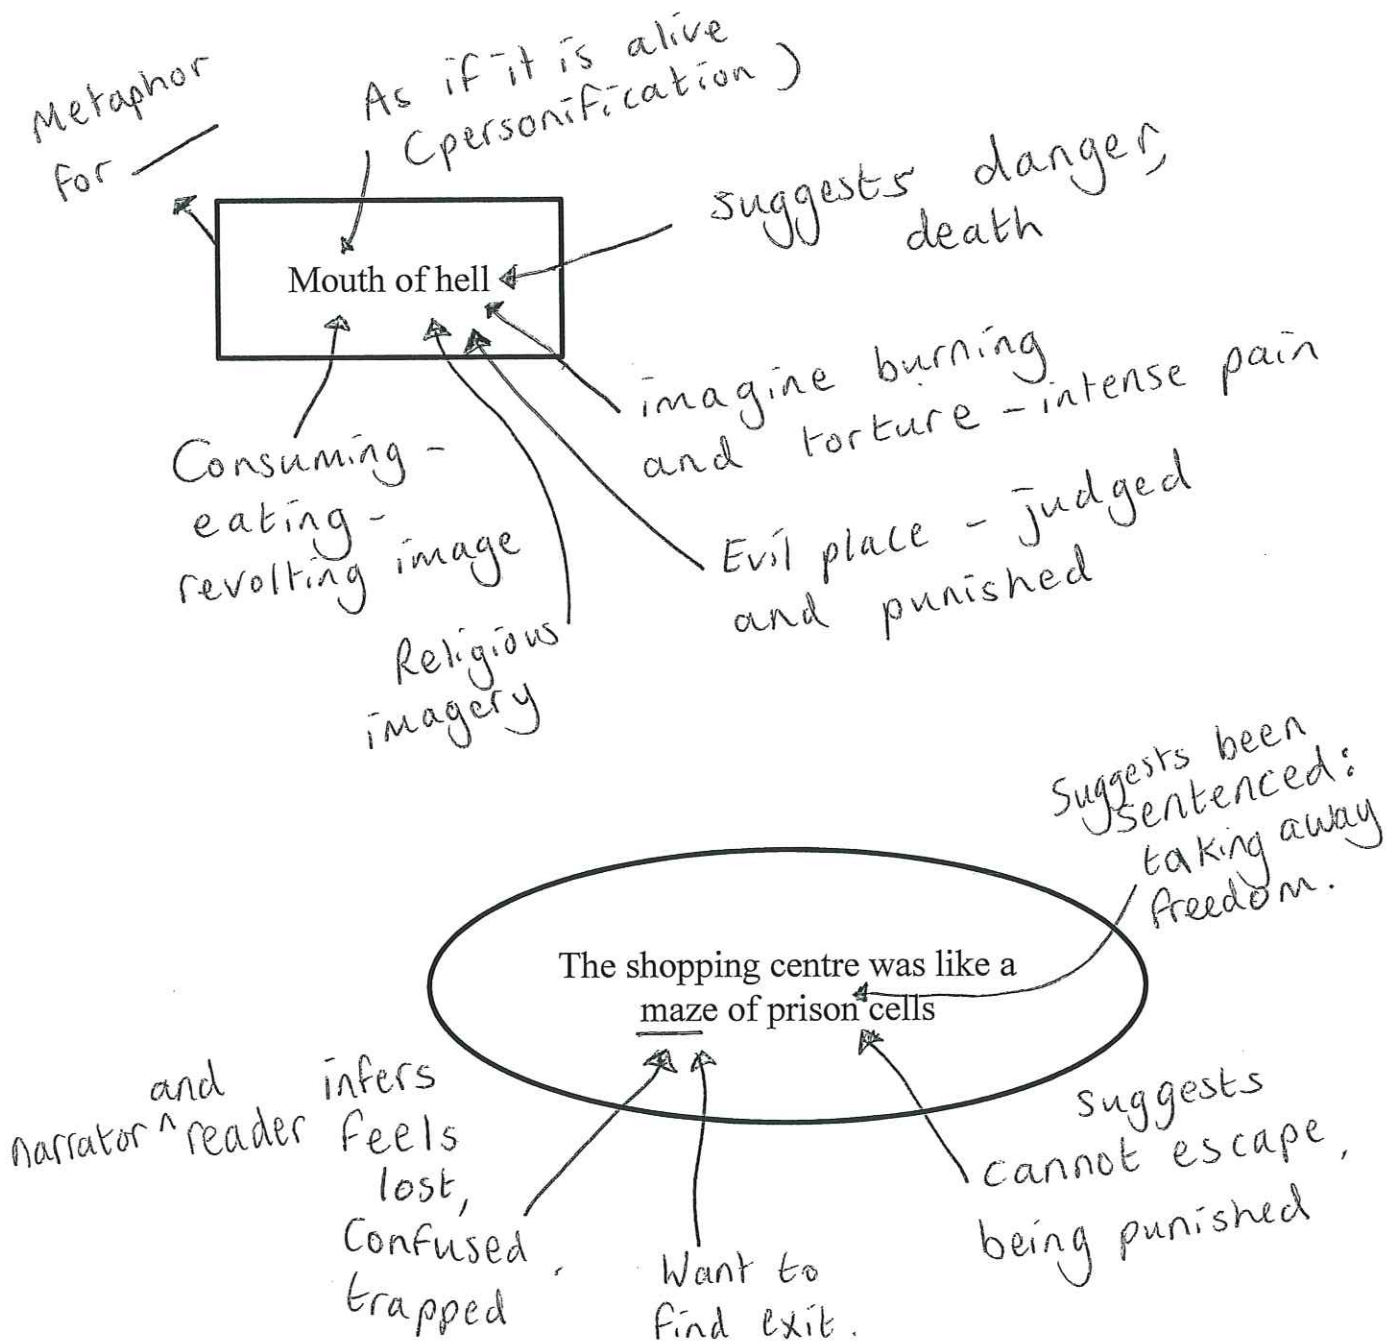 Metaphor
for
As if it is alive
(personification)
suggests danger,
death
Mouth of hell
imagine burning
and torture - intense pain
Consuming -
eating -
revolting image
Evil place - judged
and punished
Religious
imagery
Suggests been
sentenced:
taking away
freedom.
The shopping centre was like a
maze of prison cells
and infers
narrator ^ reader feels
lost,
Confused,
trapped
Want to
find exit.
suggests
cannot escape,
being punished